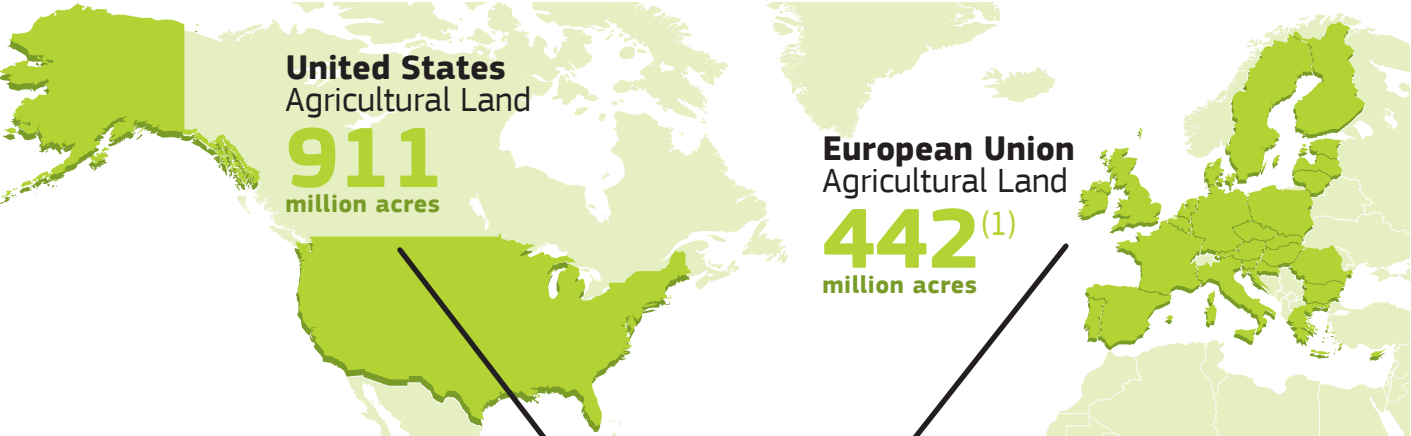 United States
Agricultural Land
911
million acres
European Union
Agricultural Land
442(1)
million acres